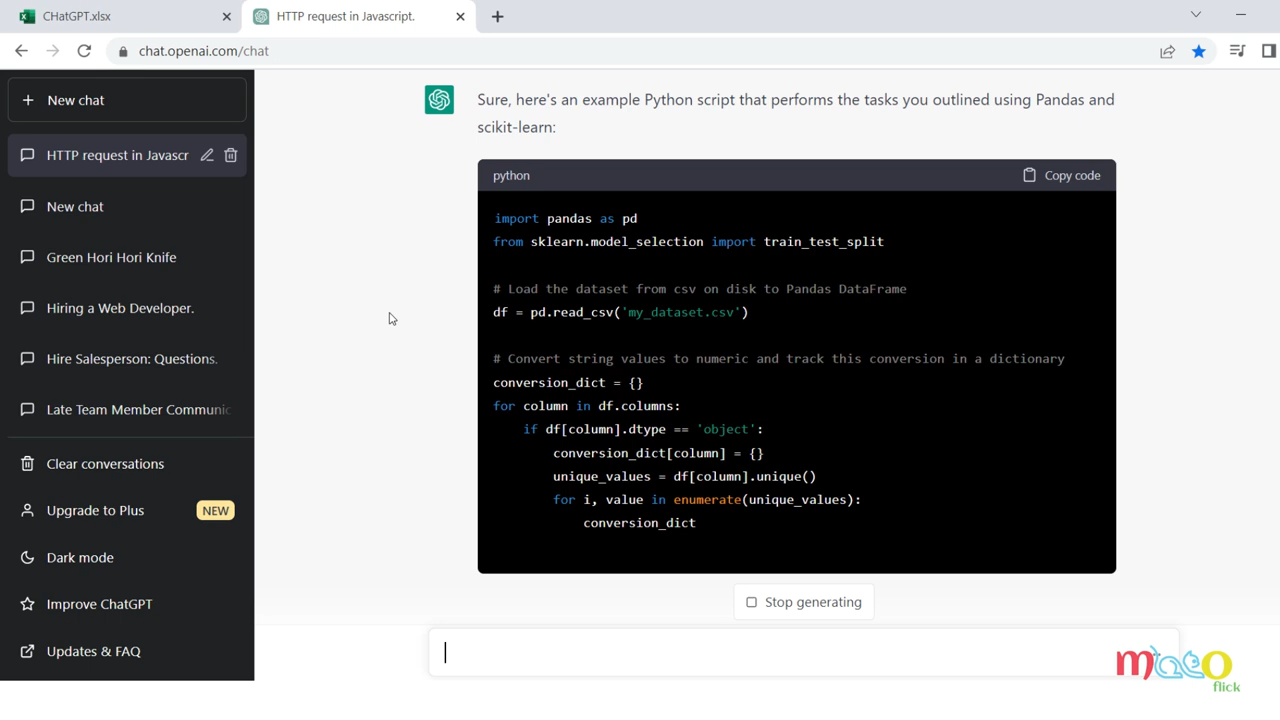 CHatGPT.xlsx
HTTP request in Javascript.
chat.openai.com/chat
New chat
HTTP request in Javascr
New chat
Green Hori Hori Knife
Hiring a Web Developer.
Hire Salesperson: Questions.
Late Team Member Communic
Clear conversations
Upgrade to Plus NEW
Dark mode
Improve ChatGPT
Updates & FAQ
Sure, here's an example Python script that performs the tasks you outlined using Pandas and
scikit-learn:
python Copy code
import pandas as pd
from sklearn.model_selection import train_test_split
# Load the dataset from csv on disk to Pandas DataFrame
df = pd.read_csv('my_dataset.csv')
# Convert string values to numeric and track this conversion in a dictionary
conversion_dict = {}
for column in df.columns:
if df[column].dtype == 'object':
conversion_dict[column] = {}
unique_values = df[column].unique()
for i, value in enumerate(unique_values):
conversion_dict
Stop generating
flick